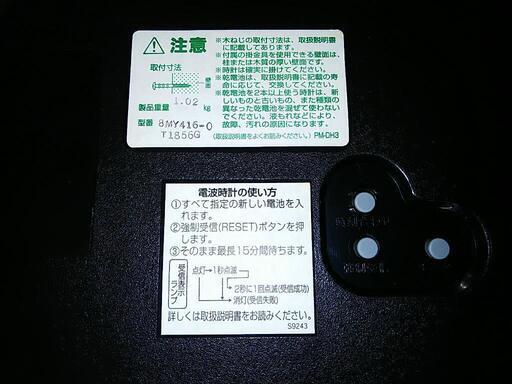 注意
取付寸法
壁面
1.02 kg
製品重量
型番 8MY416-0
T1856G
※木ねじの取付寸法は、取扱説明書
に記載してあります。
※付属の掛金具を使用できる壁面は、
柱または木質の厚い壁面です。
※時計は確実に掛けてください。
※乾電池は、取扱説明書に記載の寿
命に応じて、交換してください。
※乾電池を2本以上使う時計は、新
しいものと古いもの、また種類の
異なった乾電池を混ぜて使わない
でください。液もれなどにより、
故障、汚れの原因になります。
(取扱説明書をよくお読みください。) PM-DH3
電波時計の使い方
①すべて指定の新しい電池を入
れます。
②強制受信(RESET)ボタンを押
します。
③そのまま最長15分間待ちます。
受信表示
ランプ
点灯→1秒点滅
→2秒に1回点滅(受信成功)
→消灯(受信失敗)
詳しくは取扱説明書をお読みください。
S9243